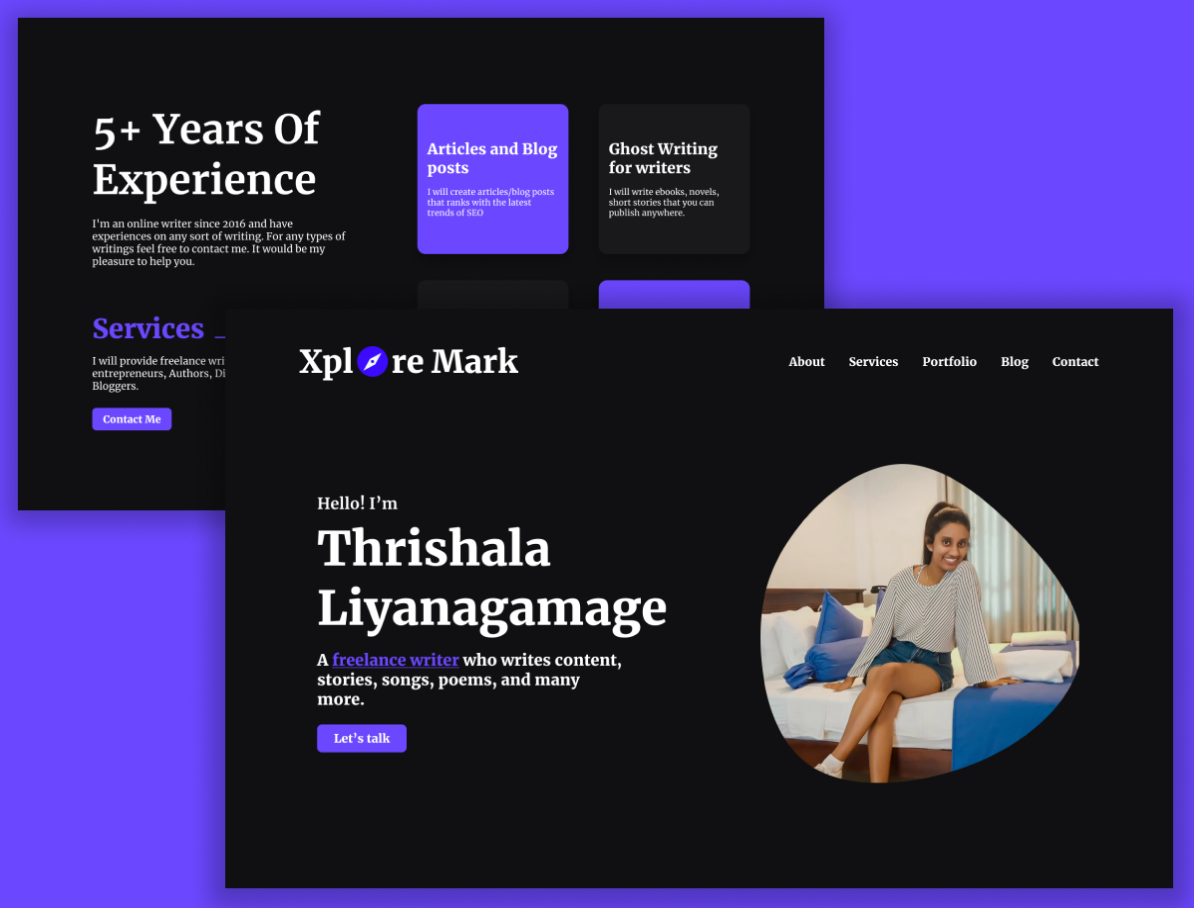 5+ Years Of
Experience
I'm an online writer since 2016 and have
experiences on any sort of writing. For any types of
writings feel free to contact me. It would be my
pleasure to help you.
Services
I will provide freelance wri
entrepreneurs, Authors, Di
Bloggers.
Contact Me
Articles and Blog
posts
I will create articles/blog posts
that ranks with the latest
trends of SEO
Ghost Writing
for writers
I will write ebooks, novels,
short stories that you can
publish anywhere.
Xplore Mark
About Services Portfolio Blog Contact
Hello! I’m
Thrishala
Liyanagamage
A freelance writer who writes content,
stories, songs, poems, and many
more.
Let’s talk